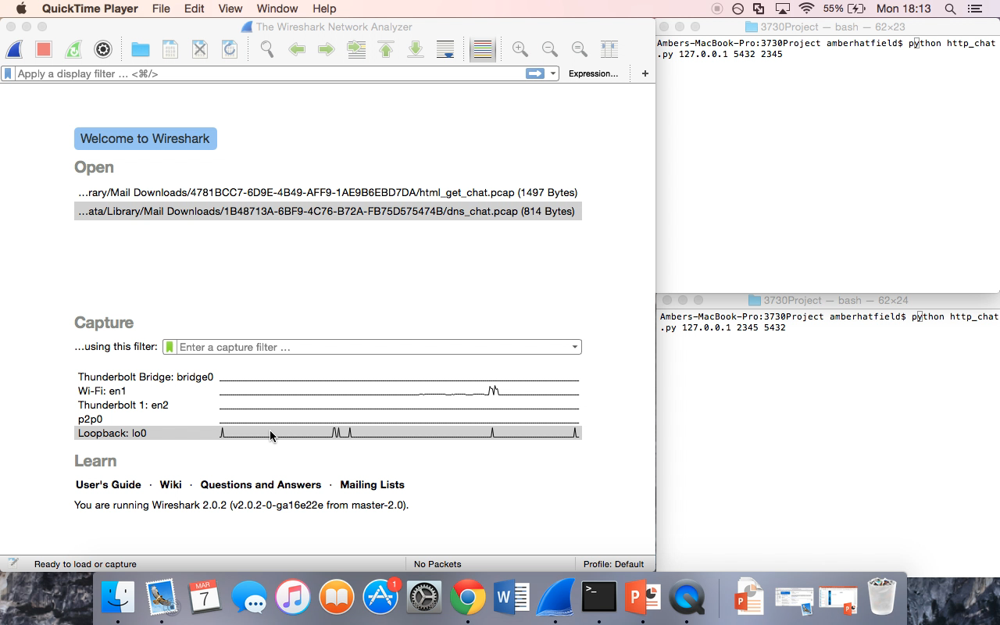 QuickTime Player File Edit View Window Help 55% Mon 18:13
The Wireshark Network Analyzer
Apply a display filter ... <⌘/> Expression... +
Welcome to Wireshark
Open
...rary/Mail Downloads/4781BCC7-6D9E-4B49-AFF9-1AE9B6EBD7DA/html_get_chat.pcap (1497 Bytes)
...ata/Library/Mail Downloads/1B48713A-6BF9-4C76-B72A-FB75D575474B/dns_chat.pcap (814 Bytes)
Capture
...using this filter: Enter a capture filter ...
Thunderbolt Bridge: bridge0
Wi-Fi: en1
Thunderbolt 1: en2
p2p0
Loopback: lo0
Learn
User's Guide · Wiki · Questions and Answers · Mailing Lists
You are running Wireshark 2.0.2 (v2.0.2-0-ga16e22e from master-2.0).
Ready to load or capture No Packets Profile: Default
3730Project — bash — 62×23
Ambers-MacBook-Pro:3730Project amberhatfield$ python http_chat
.py 127.0.0.1 5432 2345
3730Project — bash — 62×24
Ambers-MacBook-Pro:3730Project amberhatfield$ python http_chat
.py 127.0.0.1 2345 5432
MAR
7
1
W
>_
P